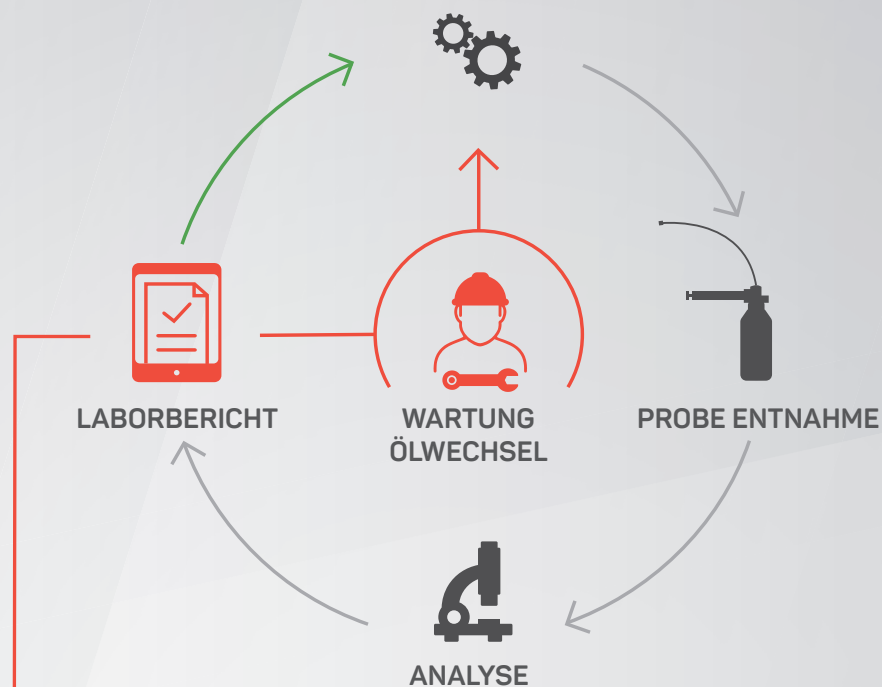 LABORBERICHT
WARTUNG
ÖLWECHSEL
PROBE ENTNAHME
ANALYSE